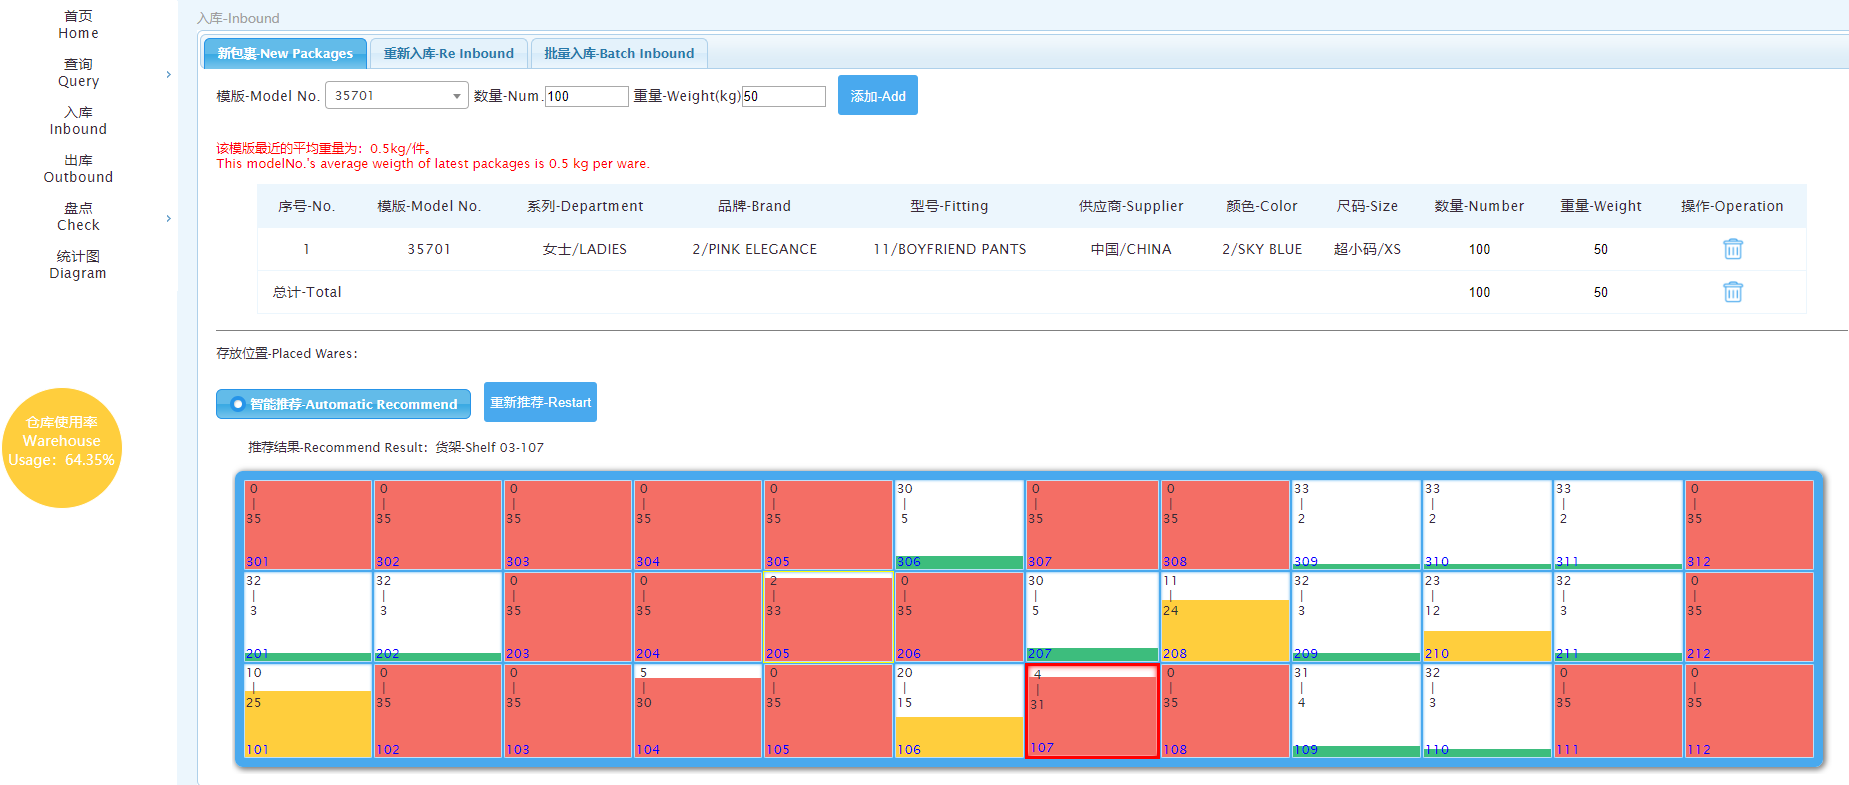 首页
Home
查询
Query
入库
Inbound
出库
Outbound
盘点
Check
统计图
Diagram
仓库使用率
Warehouse
Usage：64.35%
入库-Inbound
新包裹-New Packages 重新入库-Re Inbound 批量入库-Batch Inbound
模版-Model No. 35701 数量-Num. 100 重量-Weight(kg) 50 添加-Add
该模版最近的平均重量为：0.5kg/件。
This modelNo.'s average weigth of latest packages is 0.5 kg per ware.
序号-No. 模版-Model No. 系列-Department 品牌-Brand 型号-Fitting 供应商-Supplier 颜色-Color 尺码-Size 数量-Number 重量-Weight 操作-Operation
1 35701 女士/LADIES 2/PINK ELEGANCE 11/BOYFRIEND PANTS 中国/CHINA 2/SKY BLUE 超小码/XS 100 50
总计-Total 100 50
存放位置-Placed Wares：
智能推荐-Automatic Recommend 重新推荐-Restart
推荐结果-Recommend Result：货架-Shelf 03-107
0 0 0 0 0 30 0 0 33 33 33 0
| | | | | | | | | | | |
35 35 35 35 35 5 35 35 2 2 2 35
301 302 303 304 305 306 307 308 309 310 311 312
32 32 0 0 2 0 30 11 32 23 32 0
| | | | | | | | | | | |
3 3 35 35 33 35 5 24 3 12 3 35
201 202 203 204 205 206 207 208 209 210 211 212
10 0 0 5 0 20 4 0 31 32 0 0
| | | | | | | | | | | |
25 35 35 30 35 15 31 35 4 3 35 35
101 102 103 104 105 106 107 108 109 110 111 112